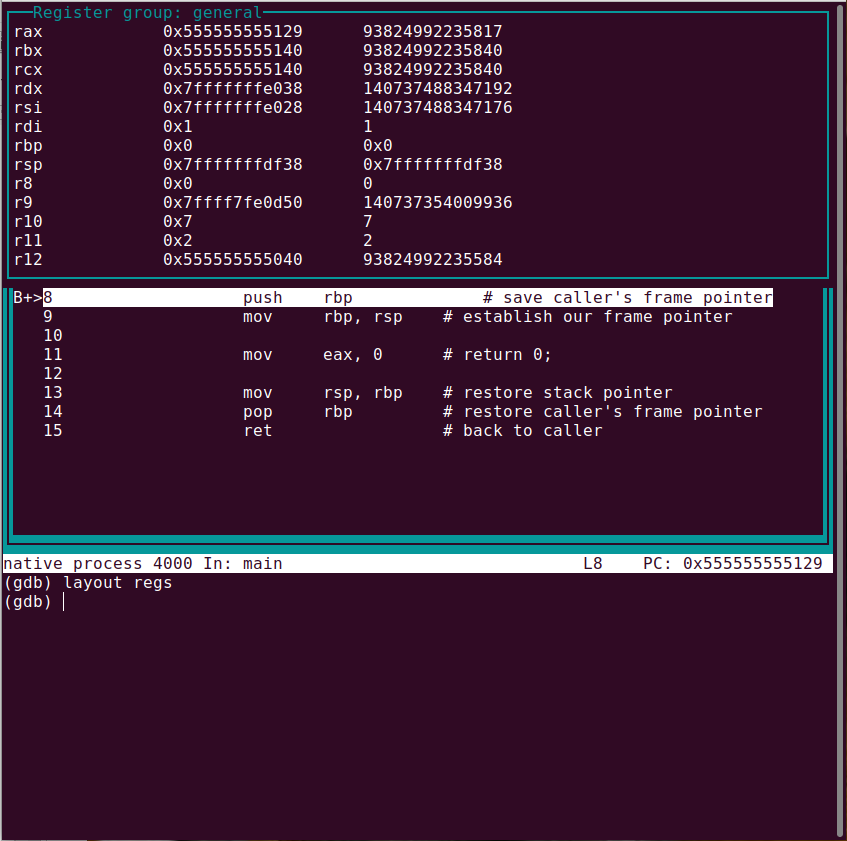 Register group: general
rax 0x555555555129 93824992235817
rbx 0x555555555140 93824992235840
rcx 0x555555555140 93824992235840
rdx 0x7fffffffe038 140737488347192
rsi 0x7fffffffe028 140737488347176
rdi 0x1 1
rbp 0x0 0x0
rsp 0x7fffffffdf38 0x7fffffffdf38
r8 0x0 0
r9 0x7ffff7fe0d50 140737354009936
r10 0x7 7
r11 0x2 2
r12 0x555555555040 93824992235584
B+>8 push rbp # save caller's frame pointer
9 mov rbp, rsp # establish our frame pointer
10
11 mov eax, 0 # return 0;
12
13 mov rsp, rbp # restore stack pointer
14 pop rbp # restore caller's frame pointer
15 ret # back to caller
native process 4000 In: main L8 PC: 0x555555555129
(gdb) layout regs
(gdb)